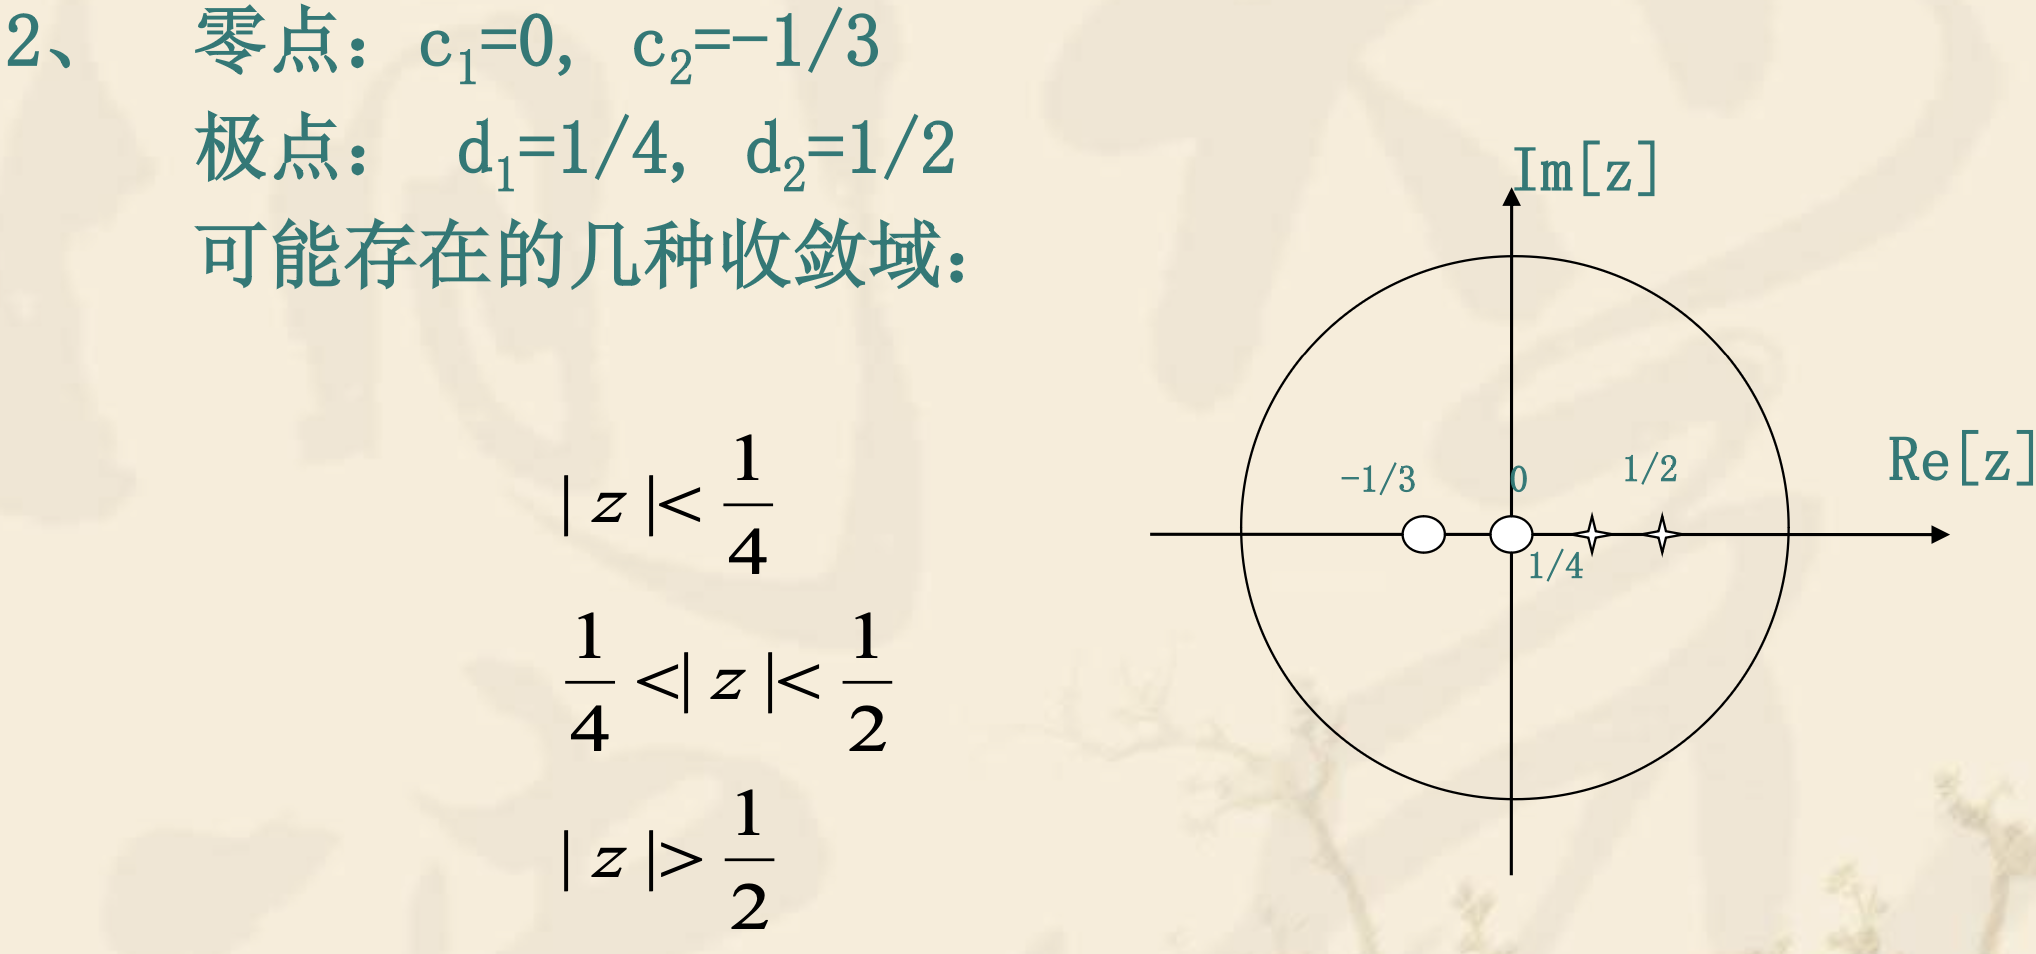 2、 零点：c₁=0, c₂=-1/3
极点： d₁=1/4, d₂=1/2
可能存在的几种收敛域：
|z|<1/4
1/4<|z|<1/2
|z|>1/2
Im[z]
Re[z]
-1/3
0
1/2
1/4